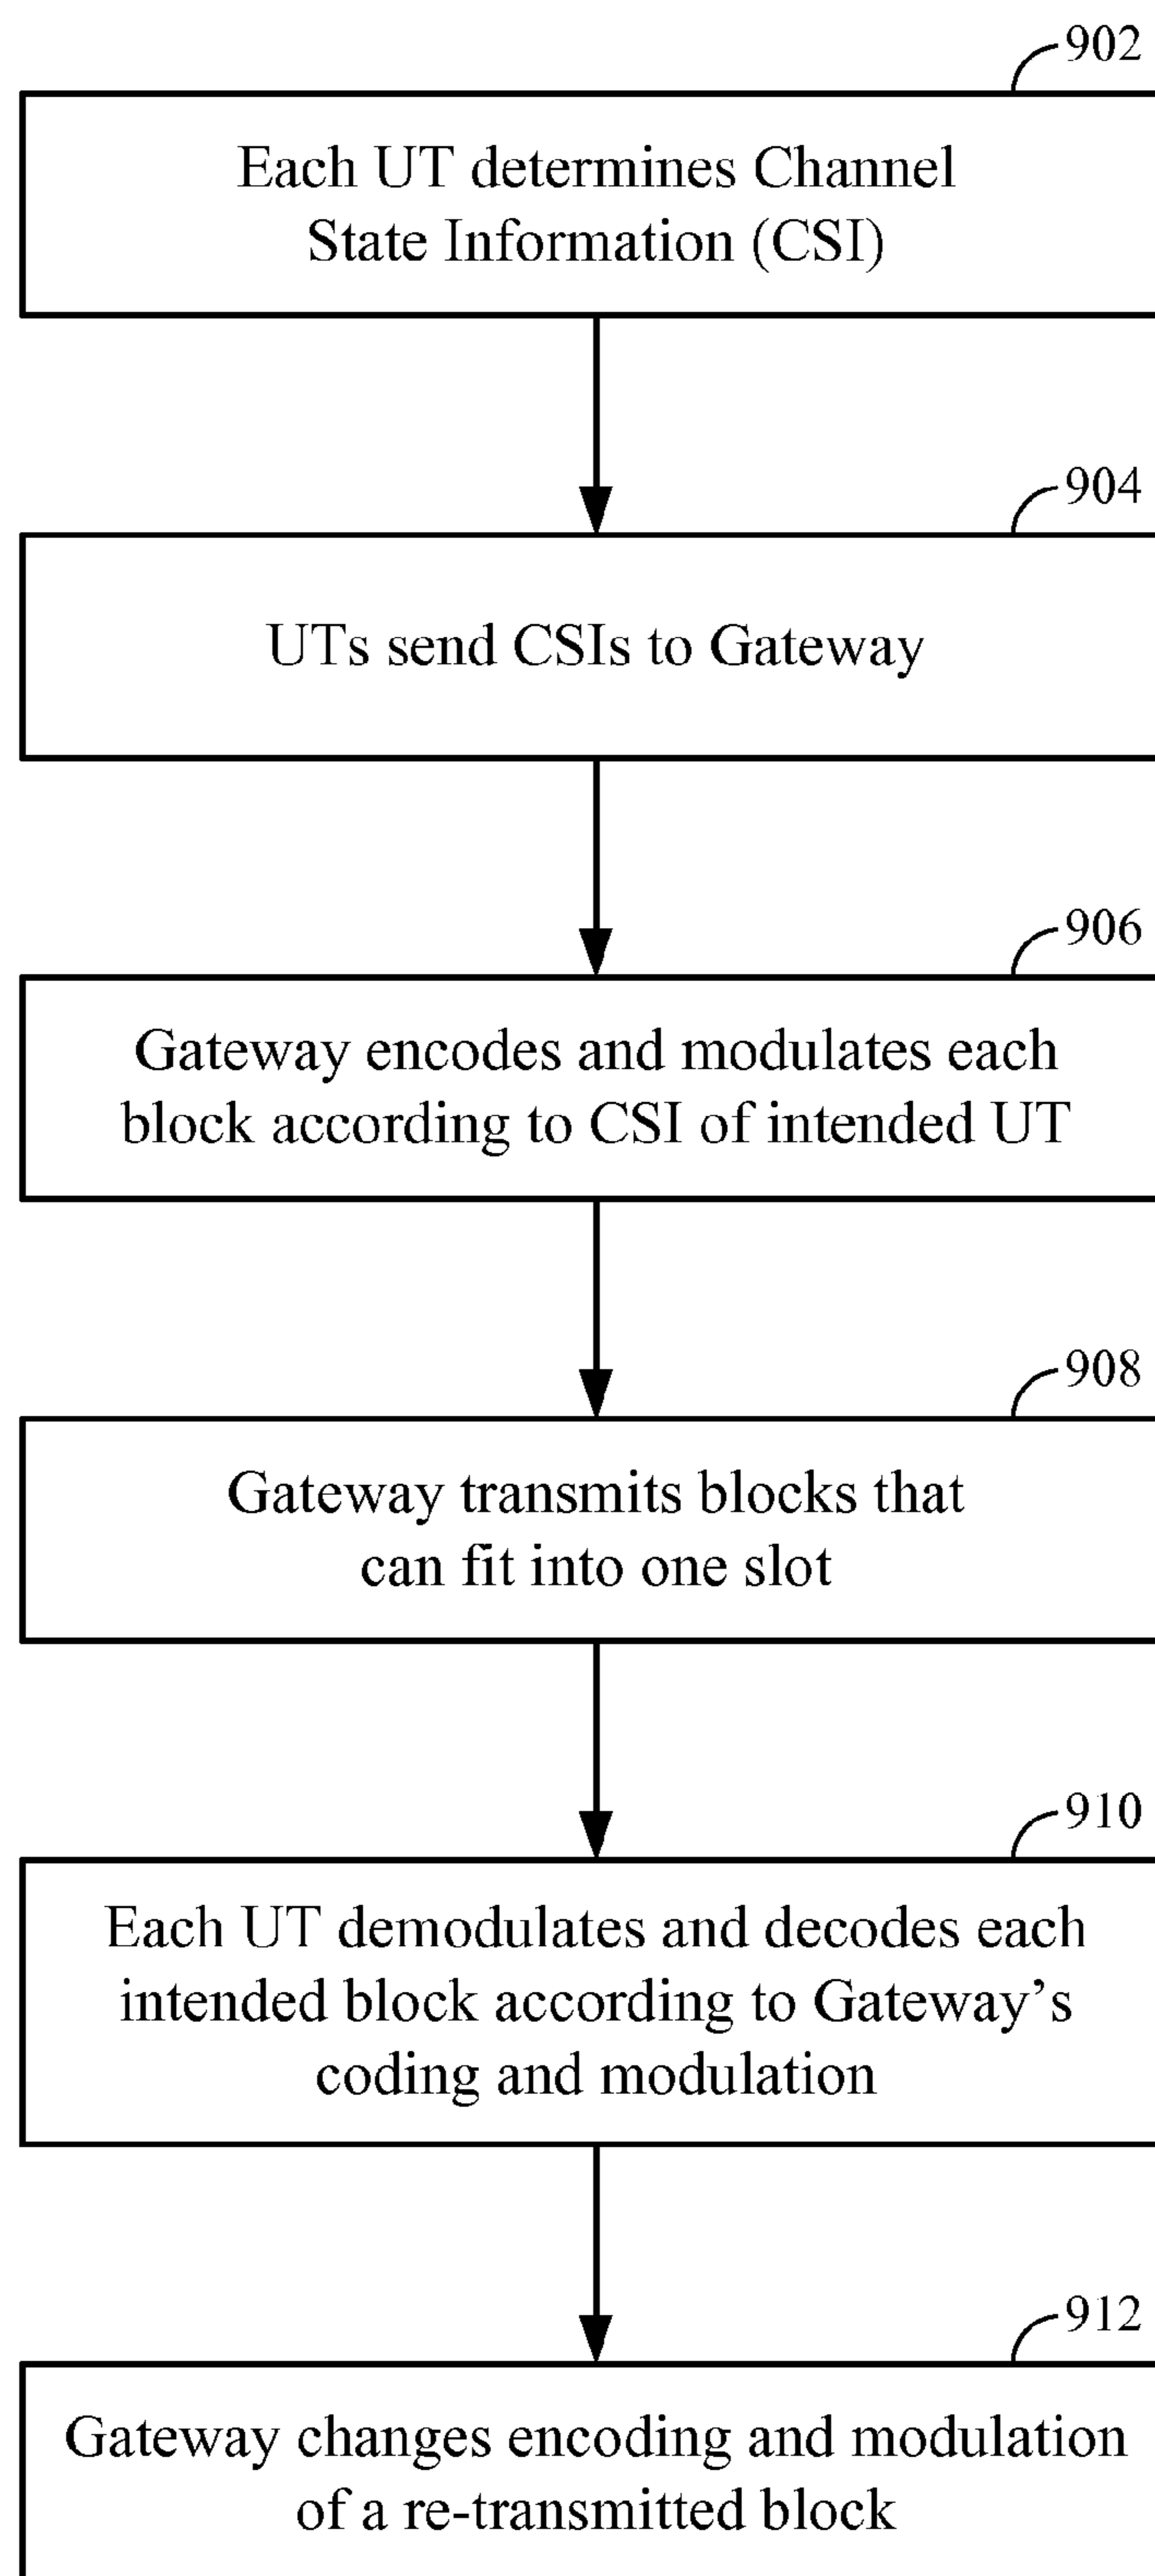 902
Each UT determines Channel
State Information (CSI)
904
UTs send CSIs to Gateway
906
Gateway encodes and modulates each
block according to CSI of intended UT
908
Gateway transmits blocks that
can fit into one slot
910
Each UT demodulates and decodes each
intended block according to Gateway’s
coding and modulation
912
Gateway changes encoding and modulation
of a re-transmitted block